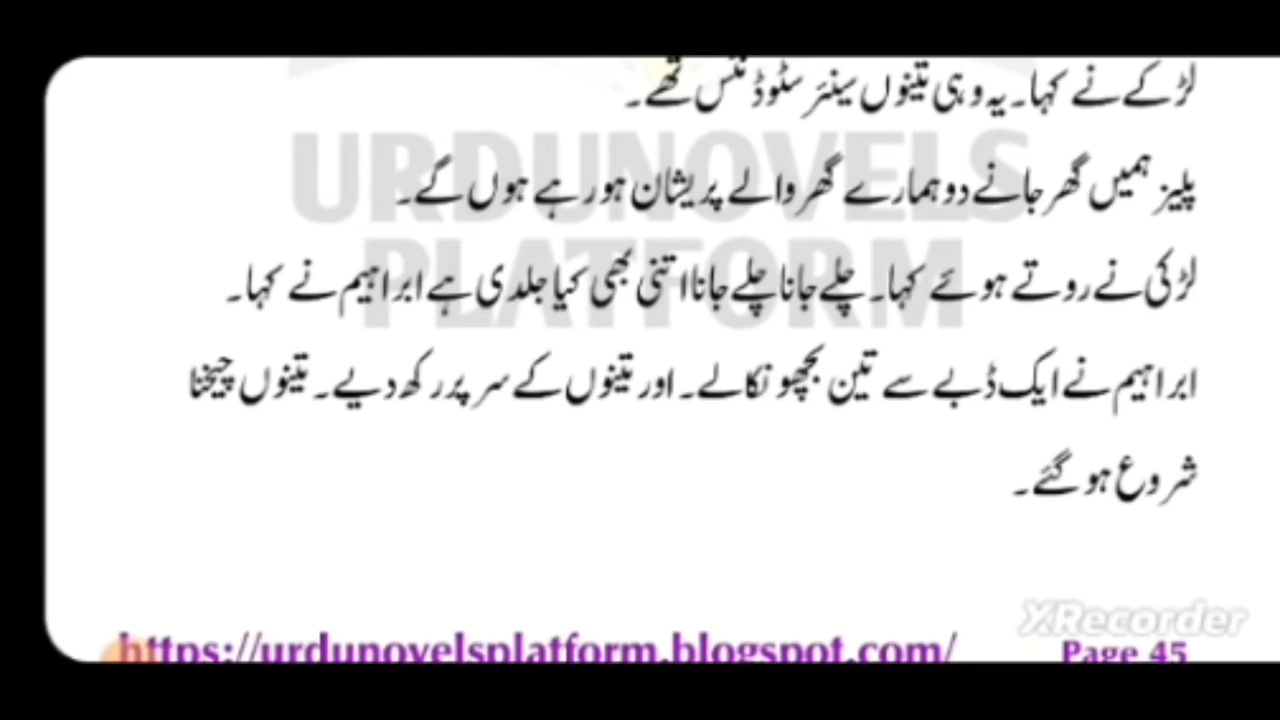 لڑکے نے کہا۔ یہ وہی تینوں سینئر سٹوڈنٹس تھے۔
URDUNOVELS
پلیز ہمیں گھر جانے دو ہمارے گھر والے پریشان ہو رہے ہوں گے۔
PLATFORM
لڑکی نے روتے ہوئے کہا۔ چلے جانا چلے جانا اتنی بھی کیا جلدی ہے ابراہیم نے کہا۔
ابراہیم نے ایک ڈبے سے تین بچھو نکالے۔ اور تینوں کے سر پر رکھ دیے۔ تینوں چیخنا
شروع ہو گئے۔
XRecorder
https://urdunovelsplatform.blogspot.com/ Page 45